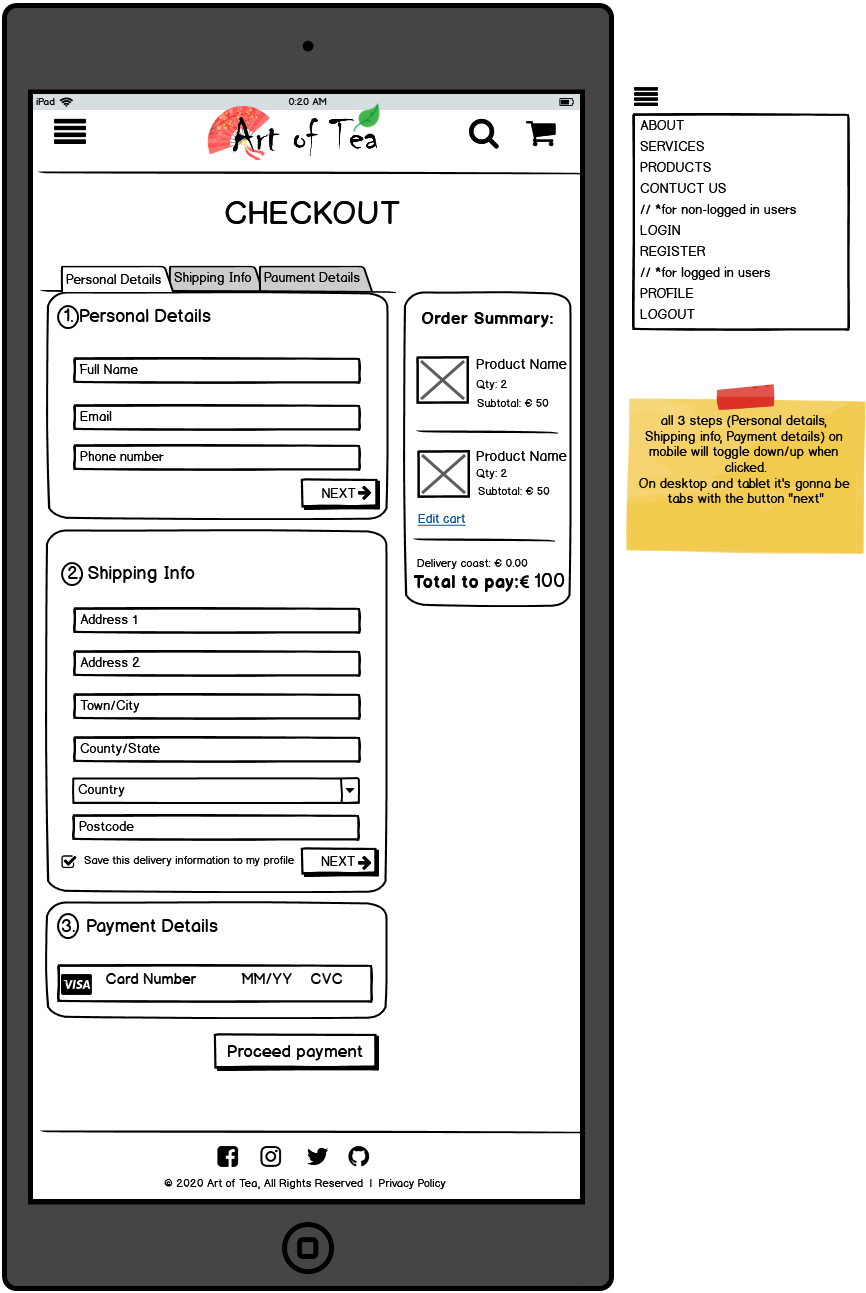 iPad
0:20 AM
Art of Tea
CHECKOUT
Personal Details
Shipping Info
Paument Details
1. Personal Details
Full Name
Email
Phone number
NEXT
2 Shipping Info
Address 1
Address 2
Town/City
County/State
Country
Postcode
Save this delivery information to my profile
NEXT
3. Payment Details
VISA Card Number MM/YY CVC
Proceed payment
Order Summary:
Product Name
Qty: 2
Subtotal: € 50
Product Name
Qty: 2
Subtotal: € 50
Edit cart
Delivery coast: € 0.00
Total to pay:€ 100
© 2020 Art of Tea, All Rights Reserved | Privacy Policy
ABOUT
SERVICES
PRODUCTS
CONTUCT US
// *for non-logged in users
LOGIN
REGISTER
// *for logged in users
PROFILE
LOGOUT
all 3 steps (Personal details,
Shipping info, Payment details) on
mobile will toggle down/up when
clicked.
On desktop and tablet it's gonna be
tabs with the button "next"